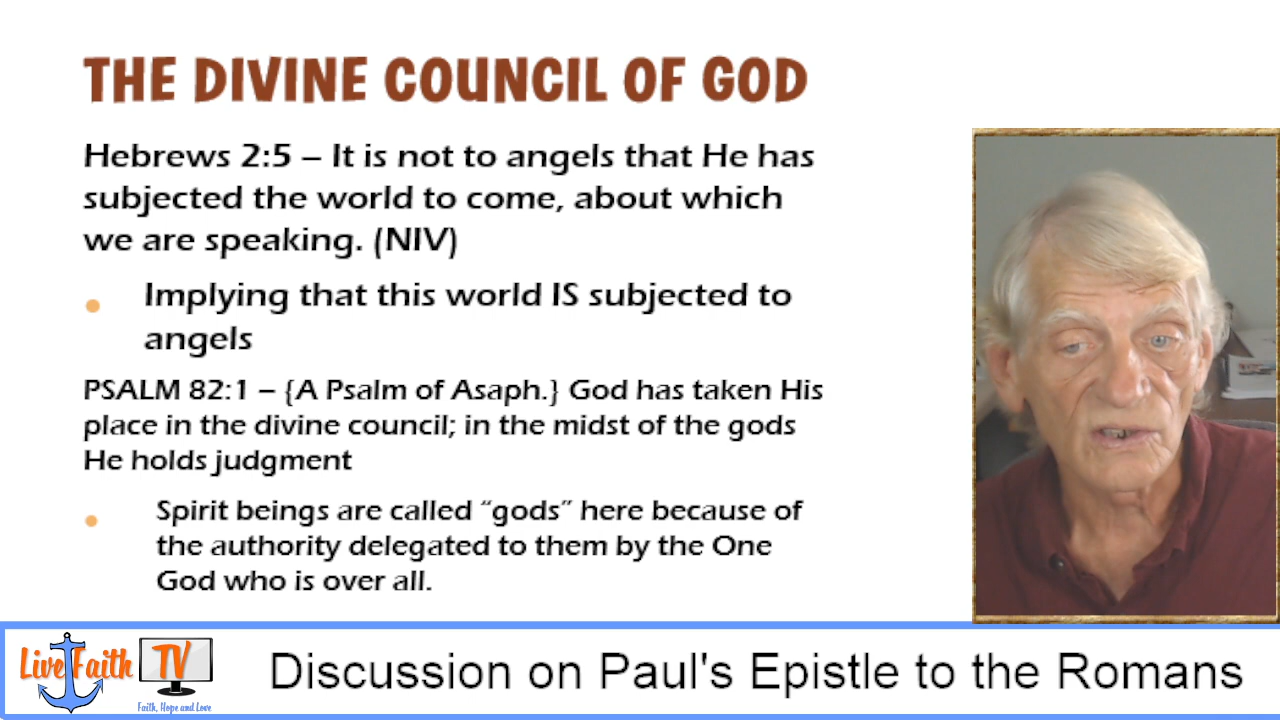 THE DIVINE COUNCIL OF GOD
Hebrews 2:5 – It is not to angels that He has
subjected the world to come, about which
we are speaking. (NIV)
• Implying that this world IS subjected to
angels
PSALM 82:1 – {A Psalm of Asaph.} God has taken His
place in the divine council; in the midst of the gods
He holds judgment
• Spirit beings are called “gods” here because of
the authority delegated to them by the One
God who is over all.
Live Faith TV
Faith, Hope and Love
Discussion on Paul's Epistle to the Romans